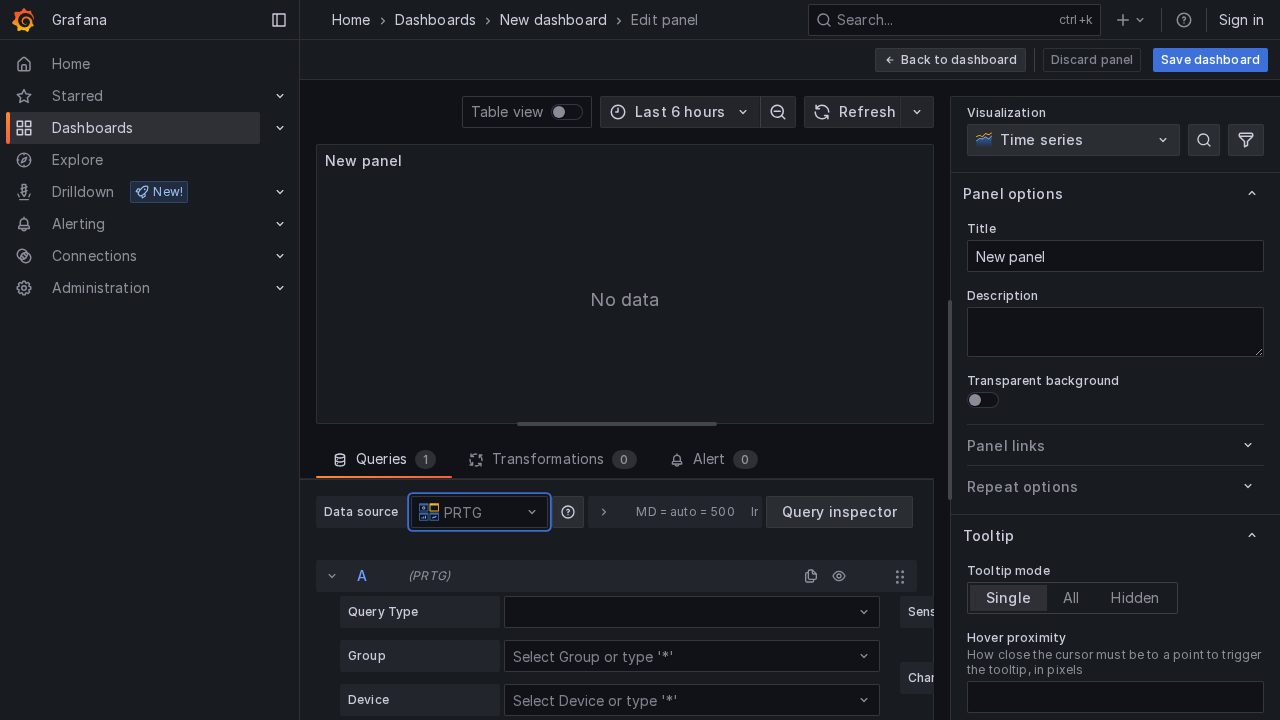 Grafana
Home
Dashboards
New dashboard
Edit panel
Search...
ctrl+k
Sign in
Back to dashboard
Discard panel
Save dashboard
Home
Starred
Dashboards
Explore
Drilldown
New!
Alerting
Connections
Administration
Table view
Last 6 hours
Refresh
New panel
No data
Queries 1
Transformations 0
Alert 0
Data source
PRTG
MD = auto = 500
Ir
Query inspector
A
(PRTG)
Query Type
Sens
Group
Select Group or type '*'
Chan
Device
Select Device or type '*'
Visualization
Time series
Panel options
Title
New panel
Description
Transparent background
Panel links
Repeat options
Tooltip
Tooltip mode
Single
All
Hidden
Hover proximity
How close the cursor must be to a point to trigger
the tooltip, in pixels